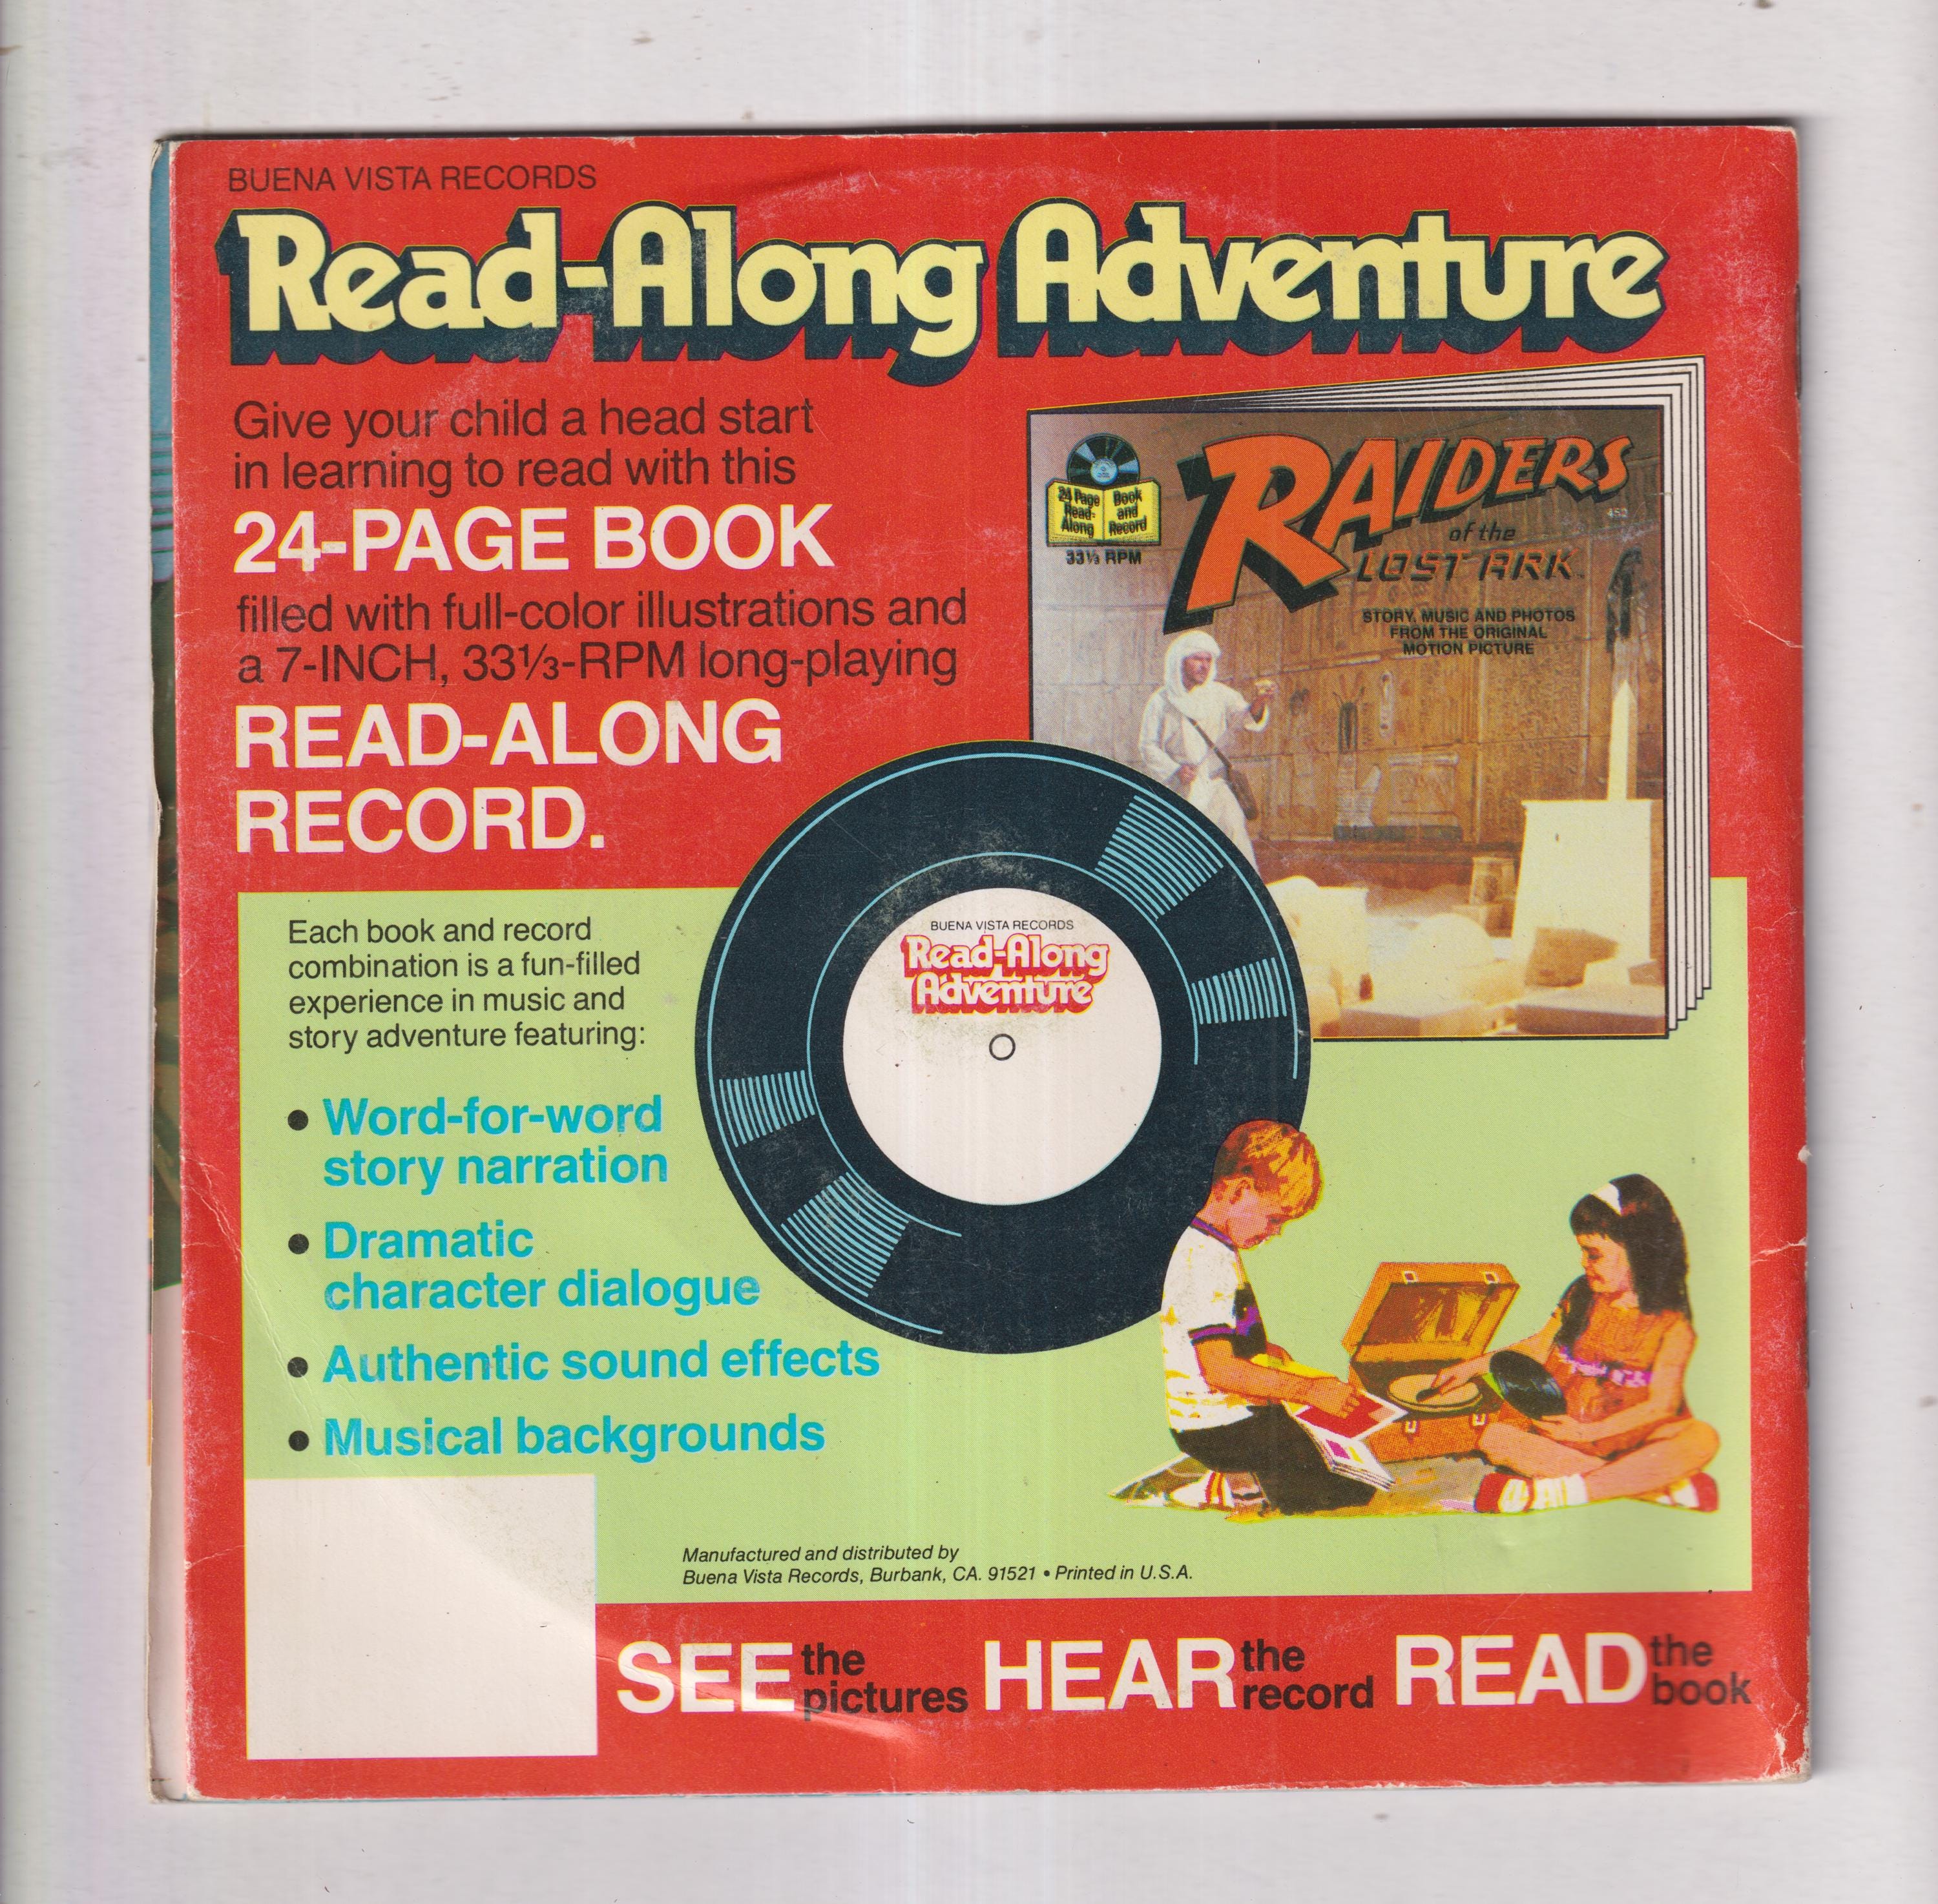 BUENA VISTA RECORDS
Read-Along Adventure
Give your child a head start
in learning to read with this
24-PAGE BOOK
filled with full-color illustrations and
a 7-INCH, 33⅓-RPM long-playing
READ-ALONG
RECORD.
24 Page Read-Along
Book and Record
33⅓ RPM
RAIDERS
of the
LOST ARK™
452
STORY, MUSIC AND PHOTOS
FROM THE ORIGINAL
MOTION PICTURE
BUENA VISTA RECORDS
Read-Along
Adventure
Each book and record
combination is a fun-filled
experience in music and
story adventure featuring:
• Word-for-word
story narration
• Dramatic
character dialogue
• Authentic sound effects
• Musical backgrounds
Manufactured and distributed by
Buena Vista Records, Burbank, CA. 91521 • Printed in U.S.A.
SEE the pictures HEAR the record READ the book